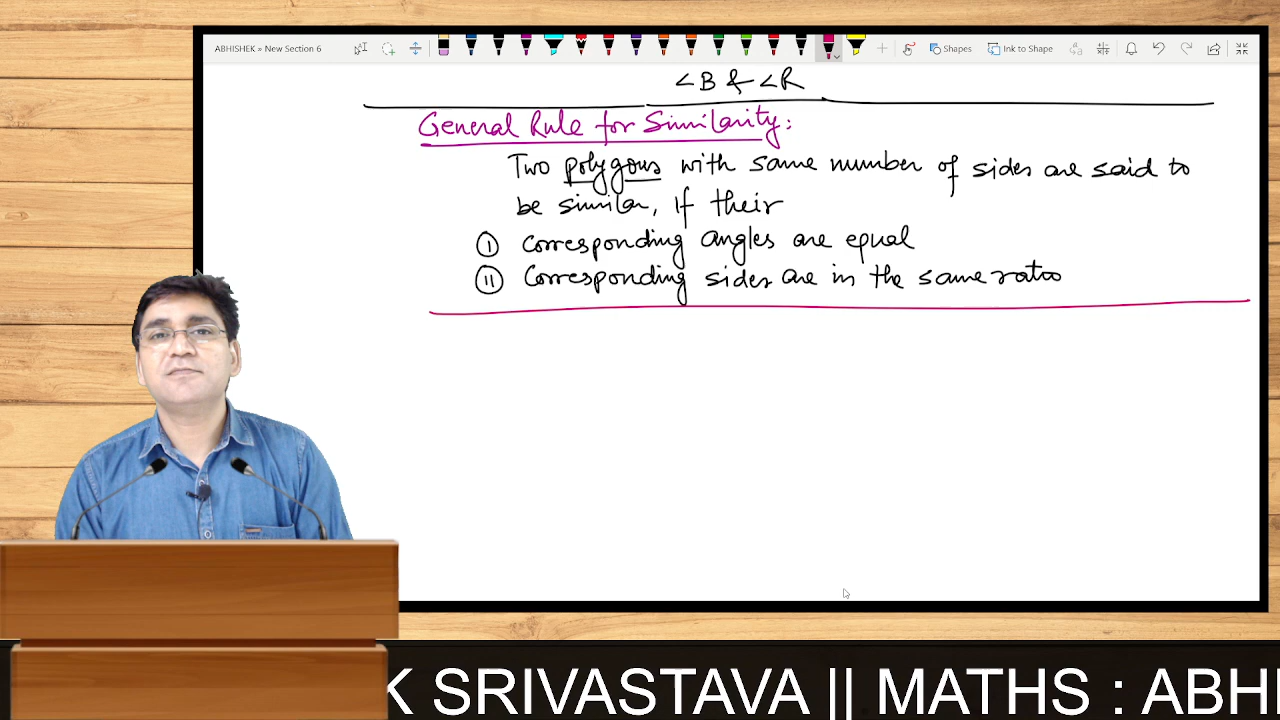 ABHISHEK » New Section 6
Shapes
Ink to Shape
∠B & ∠R
General Rule for Similarity:
Two polygons with same number of sides are said to
be similar, If their
(I) Corresponding angles are equal
(II) Corresponding sides are in the same ratio
K SRIVASTAVA || MATHS : ABH